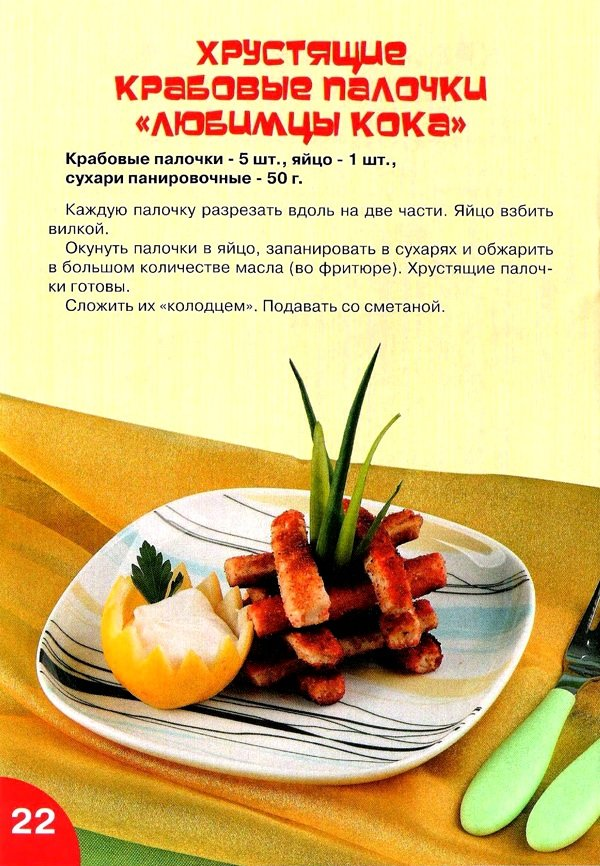 ХРУСТЯЩИЕ
КРАБОВЫЕ ПАЛОЧКИ
«ЛЮБИМЦЫ КОКА»
Крабовые палочки - 5 шт., яйцо - 1 шт.,
сухари панировочные - 50 г.
Каждую палочку разрезать вдоль на две части. Яйцо взбить
вилкой.
Окунуть палочки в яйцо, запанировать в сухарях и обжарить
в большом количестве масла (во фритюре). Хрустящие палоч-
ки готовы.
Сложить их «колодцем». Подавать со сметаной.
22